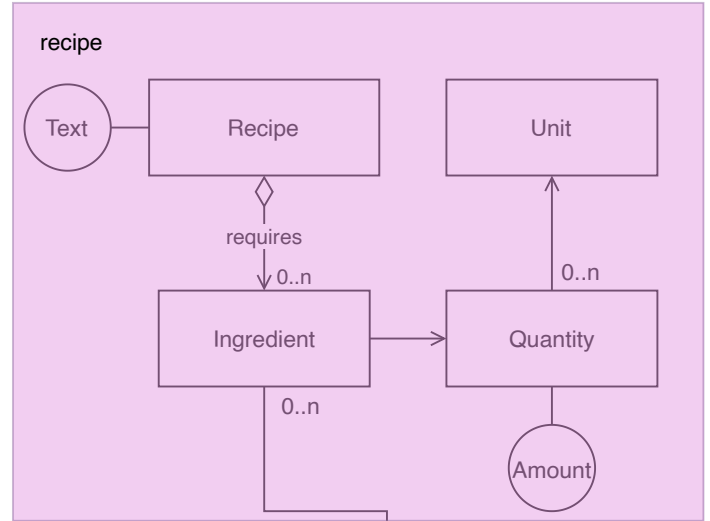 recipe
Text
Recipe
Unit
requires
0..n
0..n
Ingredient
Quantity
0..n
Amount